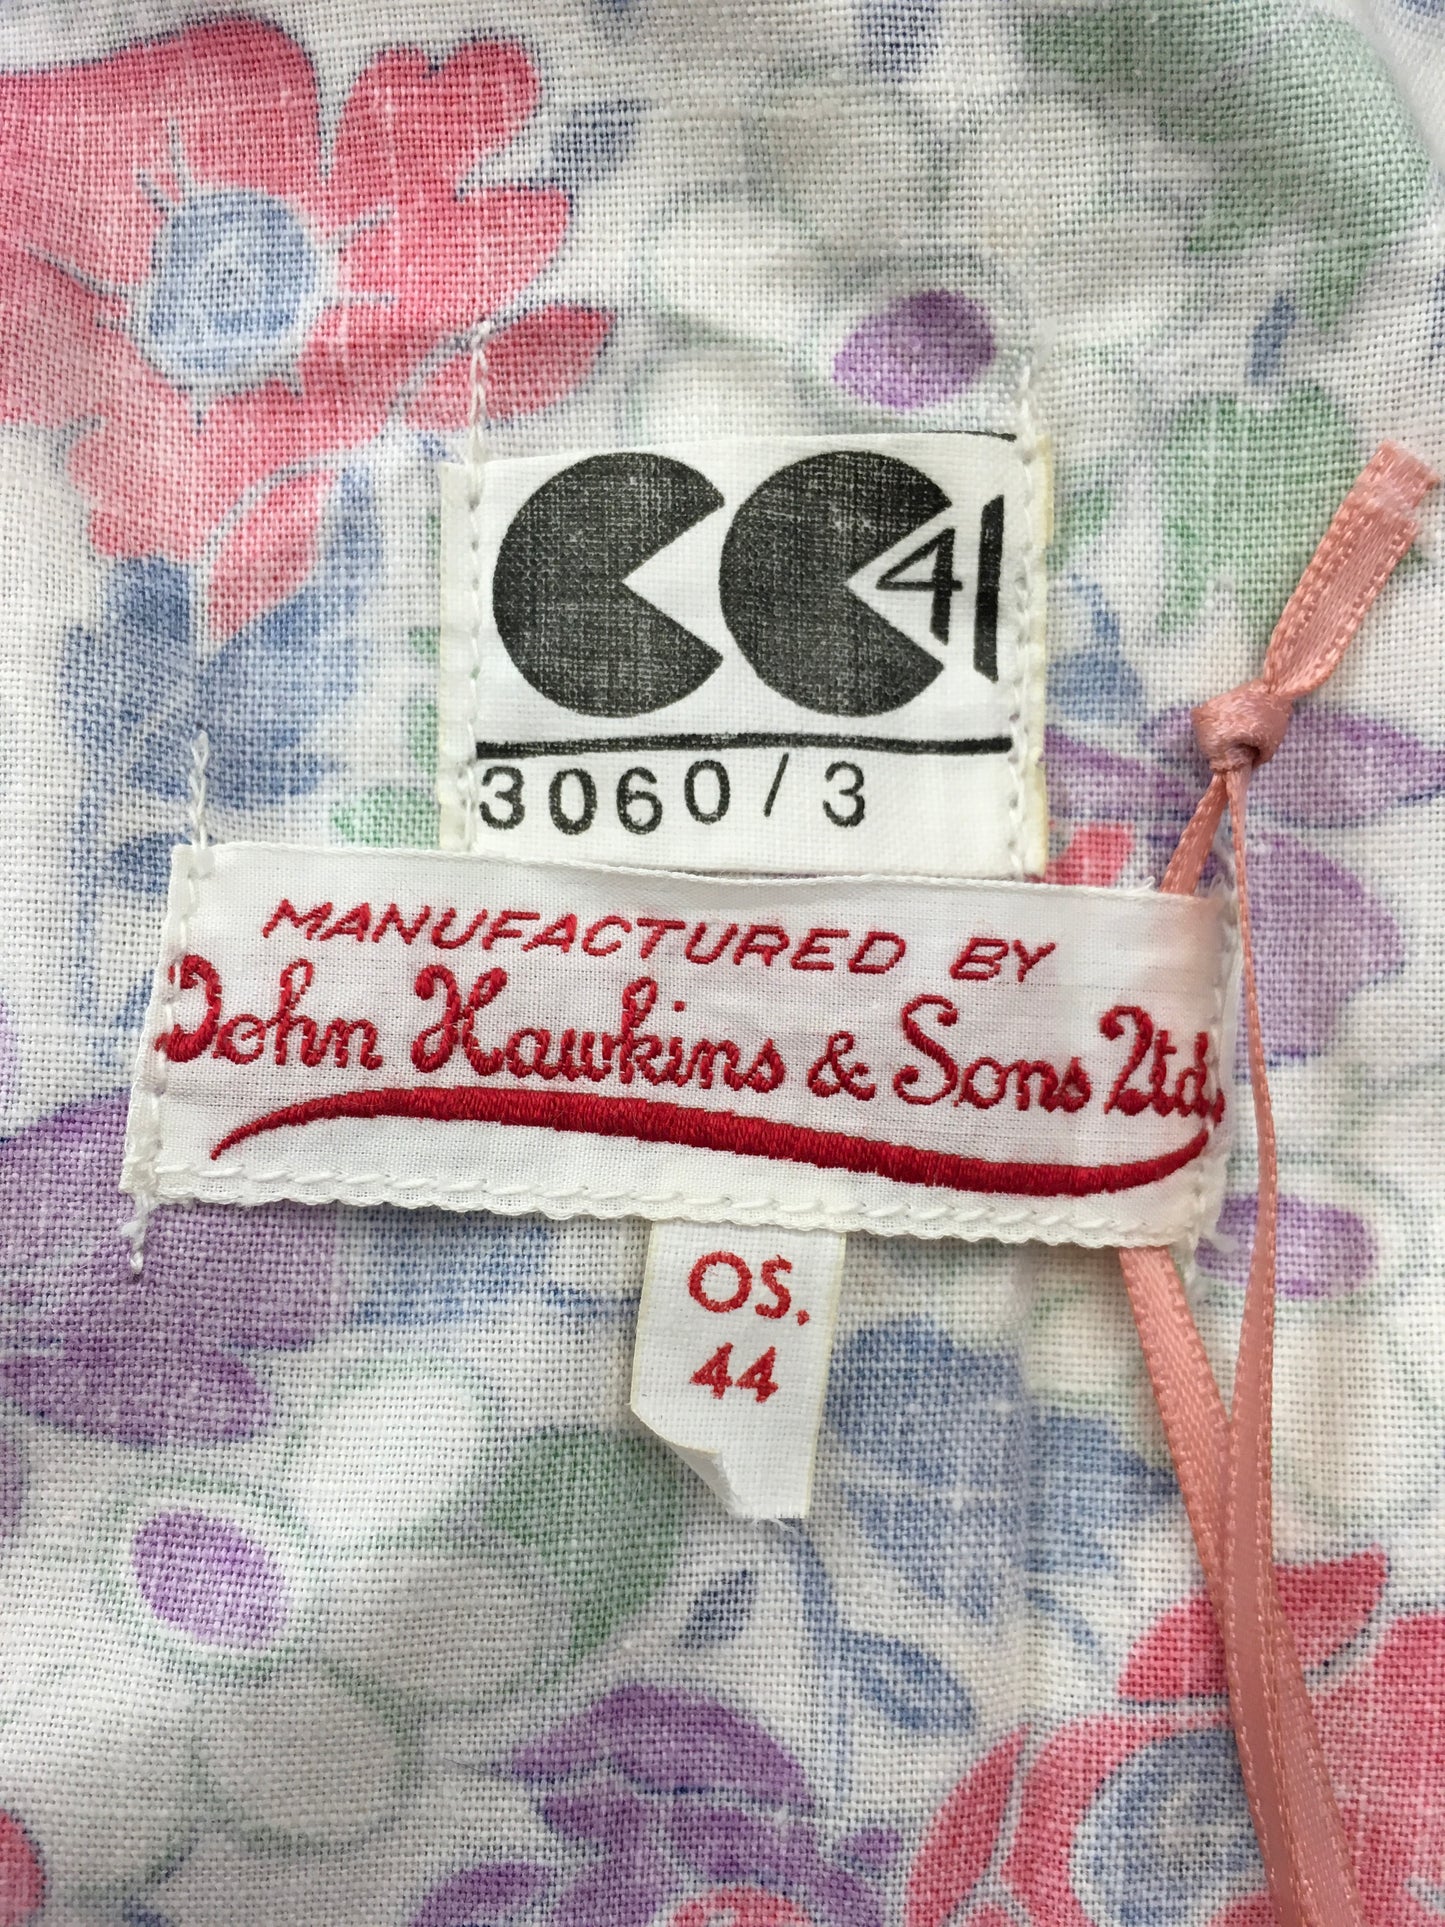 CC41
3060/3
MANUFACTURED BY
John Hawkins & Sons Ltd.
OS.
44